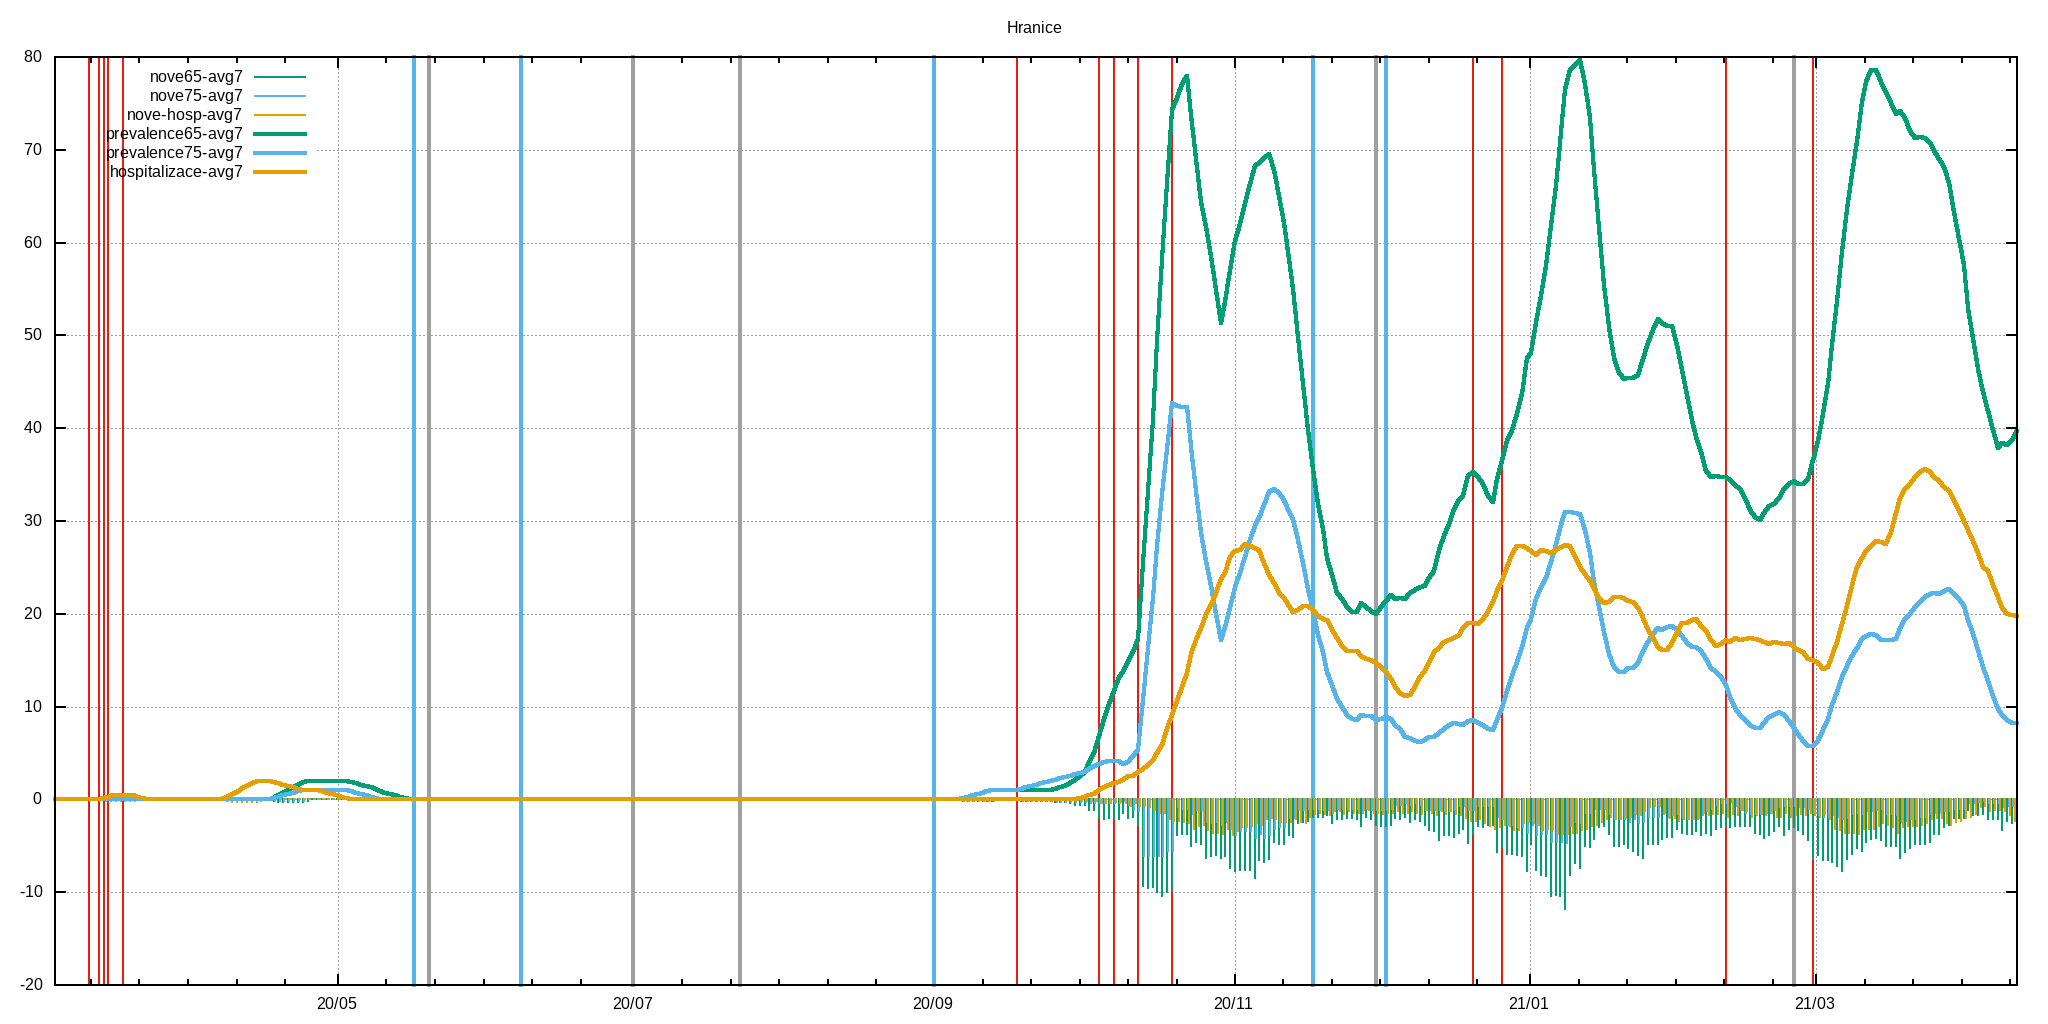 Hranice
80
nove65-avg7
nove75-avg7
nove-hosp-avg7
prevalence65-avg7
prevalence75-avg7
hospitalizace-avg7
70
60
50
40
30
20
10
0
-10
-20
20/05 20/07 20/09 20/11 21/01 21/03